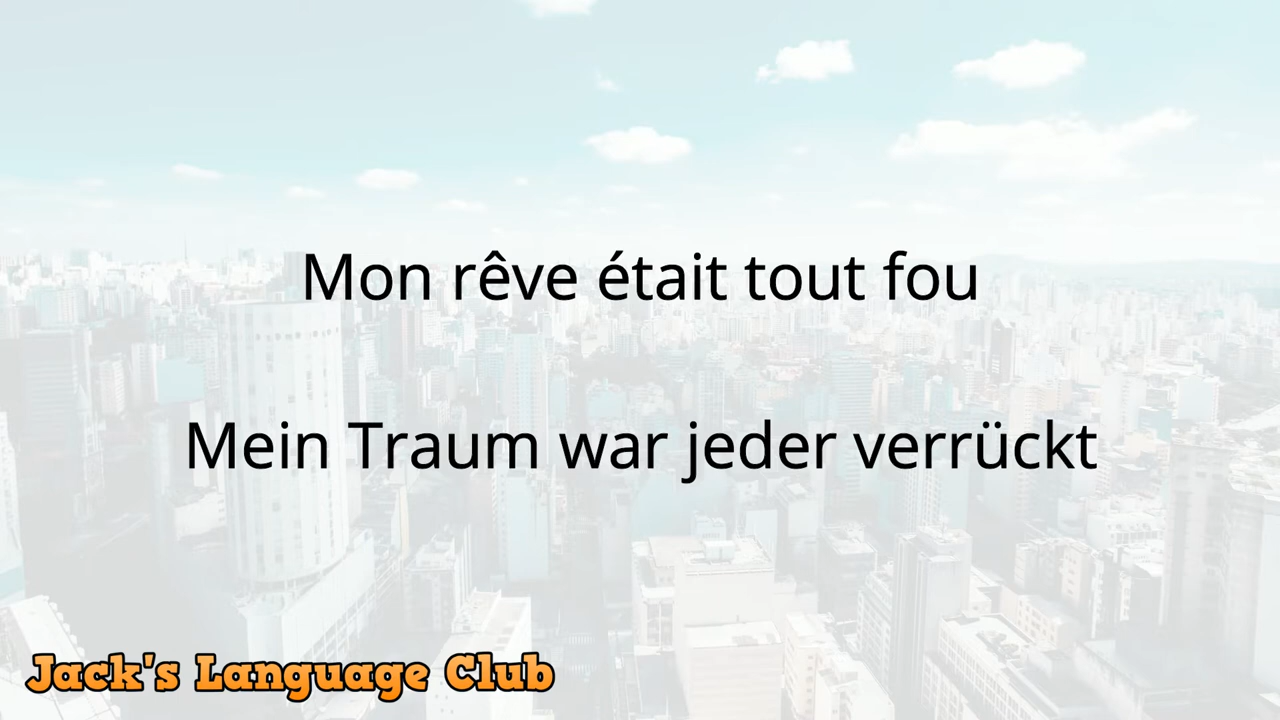 Mon rêve était tout fou
Mein Traum war jeder verrückt
Jack's Language Club